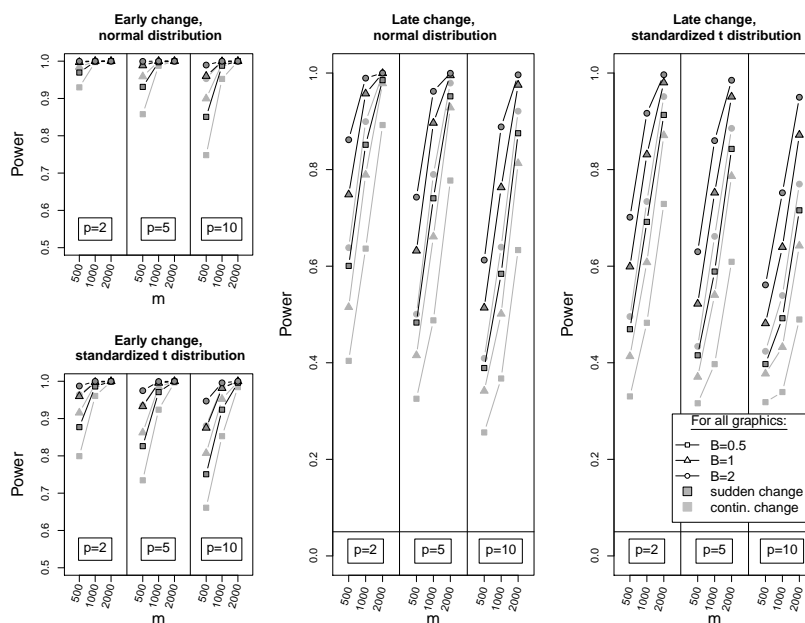 Early change,
normal distribution
Power
1.0
0.9
0.8
0.7
0.6
0.5
p=2
p=5
p=10
500
1000
2000
500
1000
2000
500
1000
2000
m
Early change,
standardized t distribution
Power
1.0
0.9
0.8
0.7
0.6
0.5
p=2
p=5
p=10
500
1000
2000
500
1000
2000
500
1000
2000
m
Late change,
normal distribution
Power
1.0
0.8
0.6
0.4
0.2
0.0
p=2
p=5
p=10
500
1000
2000
500
1000
2000
500
1000
2000
m
Late change,
standardized t distribution
Power
1.0
0.8
0.6
0.4
0.2
0.0
For all graphics:
B=0.5
B=1
B=2
sudden change
contin. change
p=2
p=5
p=10
500
1000
2000
500
1000
2000
500
1000
2000
m